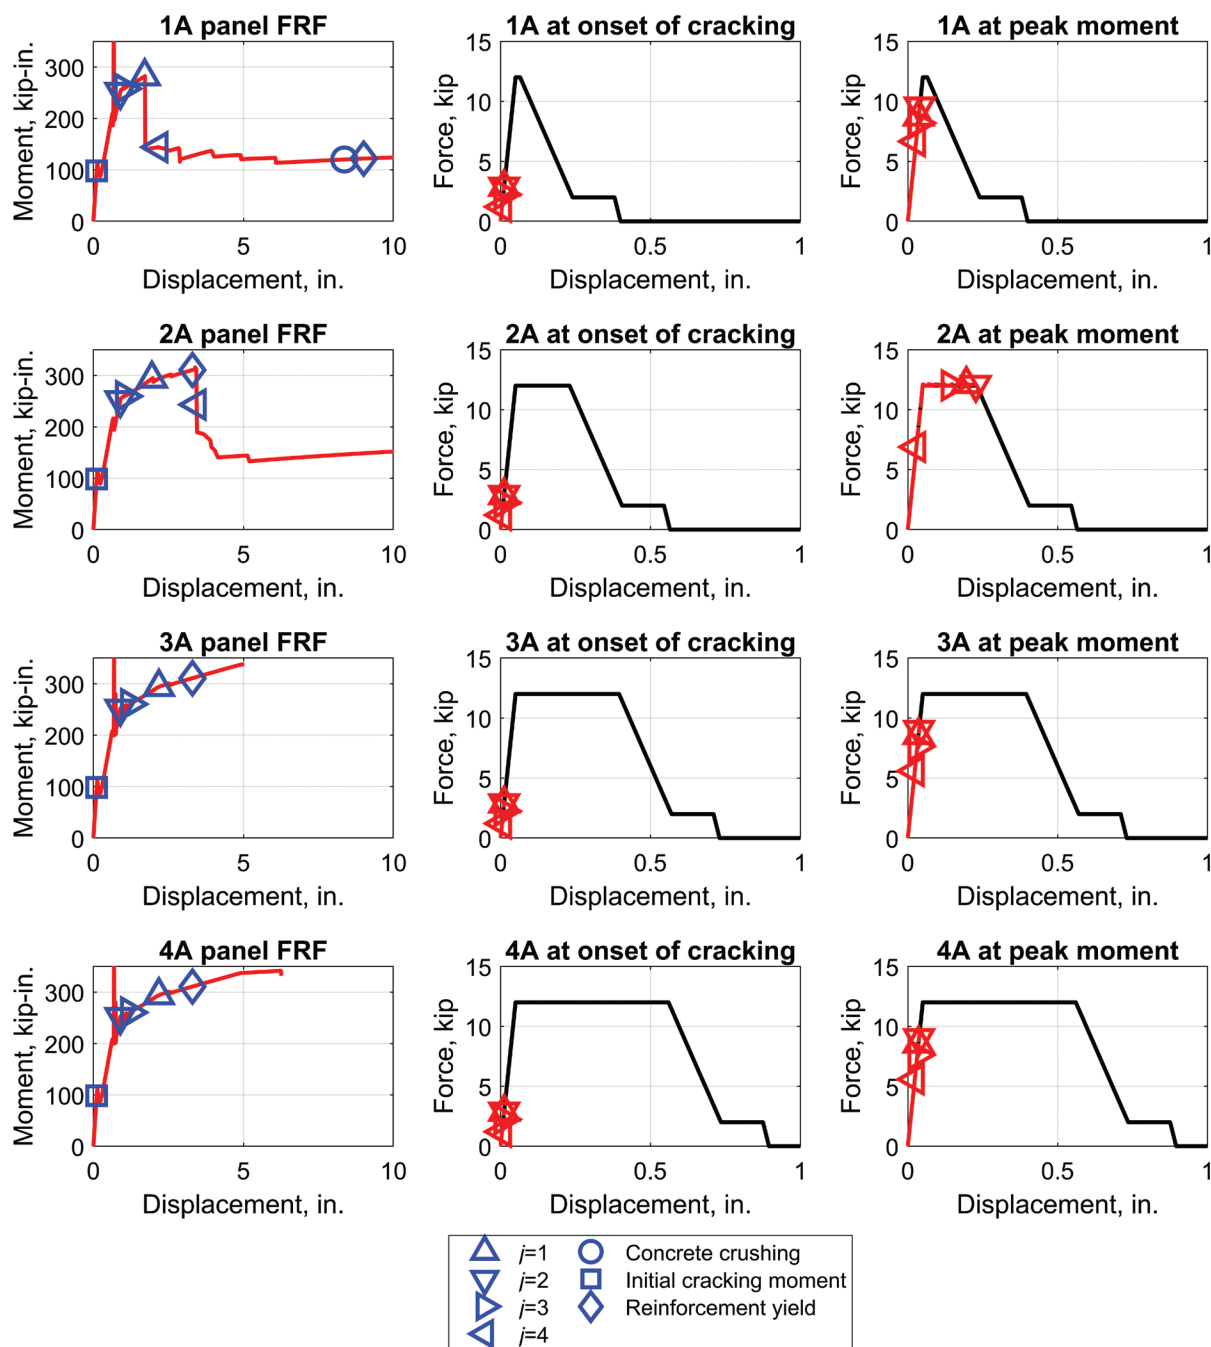 1A panel FRF
300
200
100
0
0 5 10
Moment, kip-in.
Displacement, in.
1A at onset of cracking
15
10
5
0
0 0.5 1
Force, kip
Displacement, in.
1A at peak moment
15
10
5
0
0 0.5 1
Force, kip
Displacement, in.
2A panel FRF
300
200
100
0
0 5 10
Moment, kip-in.
Displacement, in.
2A at onset of cracking
15
10
5
0
0 0.5 1
Force, kip
Displacement, in.
2A at peak moment
15
10
5
0
0 0.5 1
Force, kip
Displacement, in.
3A panel FRF
300
200
100
0
0 5 10
Moment, kip-in.
Displacement, in.
3A at onset of cracking
15
10
5
0
0 0.5 1
Force, kip
Displacement, in.
3A at peak moment
15
10
5
0
0 0.5 1
Force, kip
Displacement, in.
4A panel FRF
300
200
100
0
0 5 10
Moment, kip-in.
Displacement, in.
4A at onset of cracking
15
10
5
0
0 0.5 1
Force, kip
Displacement, in.
4A at peak moment
15
10
5
0
0 0.5 1
Force, kip
Displacement, in.
j=1 Concrete crushing
j=2 Initial cracking moment
j=3 Reinforcement yield
j=4